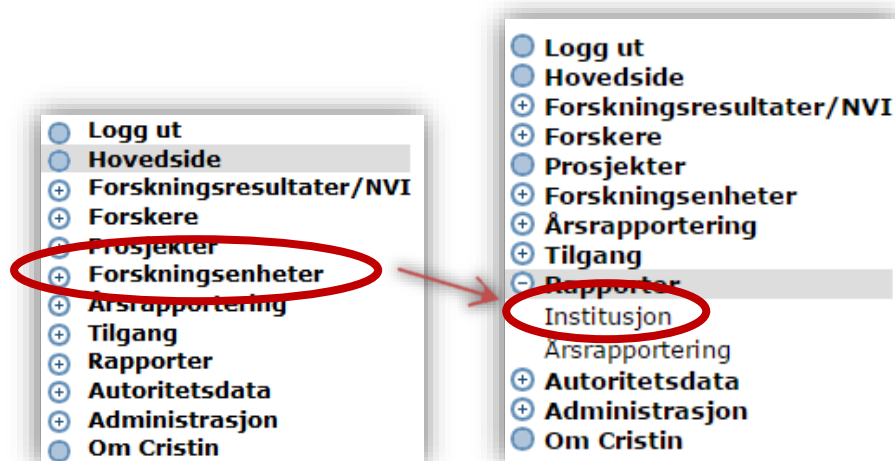 Logg ut
Hovedside
Forskningsresultater/NVI
Forskere
Prosjekter
Forskningsenheter
Årsrapportering
Tilgang
Rapporter
Autoritetsdata
Administrasjon
Om Cristin
Logg ut
Hovedside
Forskningsresultater/NVI
Forskere
Prosjekter
Forskningsenheter
Årsrapportering
Tilgang
Rapporter
Institusjon
Årsrapportering
Autoritetsdata
Administrasjon
Om Cristin